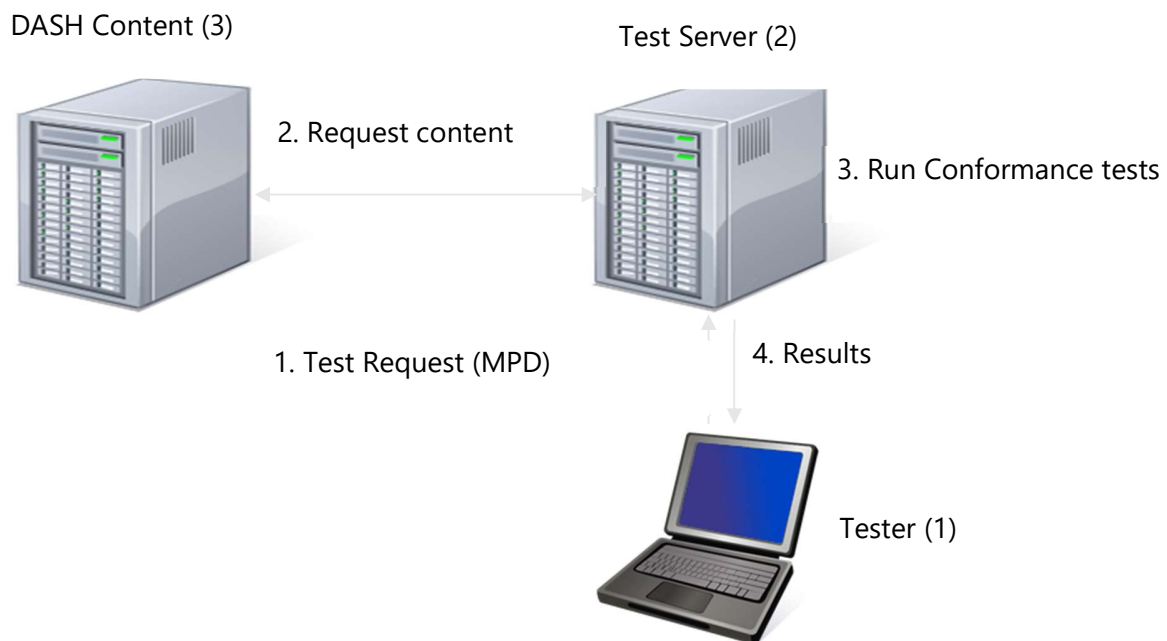 DASH Content (3)
Test Server (2)
2. Request content
3. Run Conformance tests
1. Test Request (MPD)
4. Results
Tester (1)